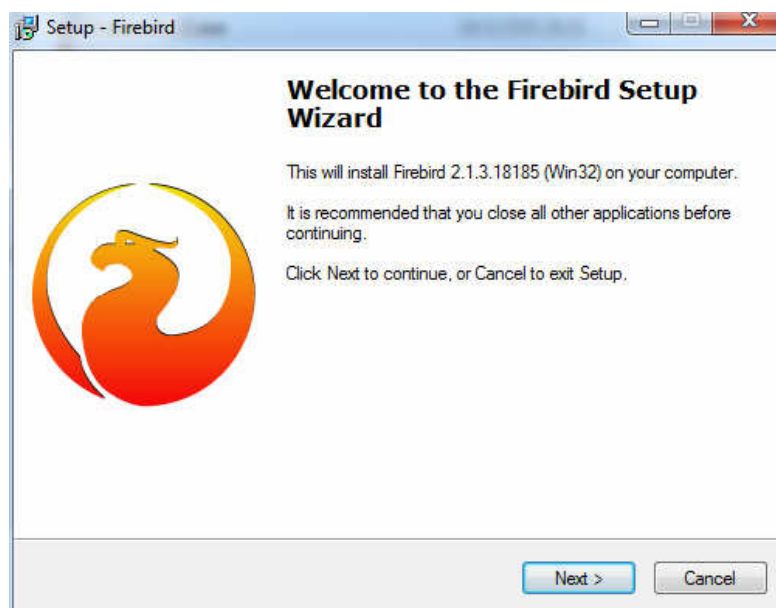 Setup - Firebird
Welcome to the Firebird Setup
Wizard
This will install Firebird 2.1.3.18185 (Win32) on your computer.
It is recommended that you close all other applications before
continuing.
Click Next to continue, or Cancel to exit Setup.
Next >
Cancel